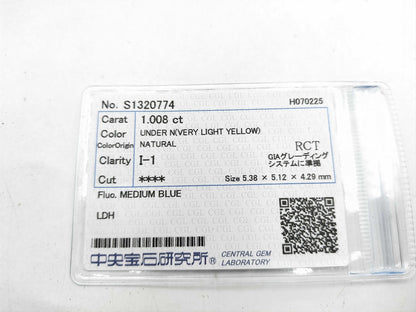 No. S1320774 H070225
Carat 1.008 ct
Color UNDER N(VERY LIGHT YELLOW)
ColorOrigin NATURAL RCT
Clarity I-1 GIAグレーディング
システムに準拠
Cut **** Size 5.38 × 5.12 × 4.29 mm
Fluo. MEDIUM BLUE
LDH
中央宝石研究所® CENTRAL GEM
LABORATORY